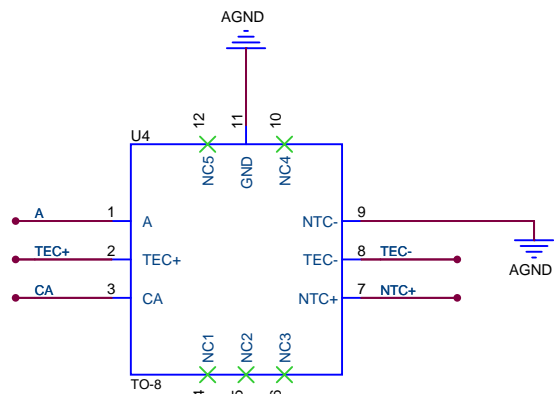 AGND
12
11
10
U4
NC5
GND
NC4
A
1
A
NTC-
9
TEC+
2
TEC+
TEC-
8
TEC-
AGND
CA
3
CA
NTC+
7
NTC+
NC1
NC2
NC3
TO-8